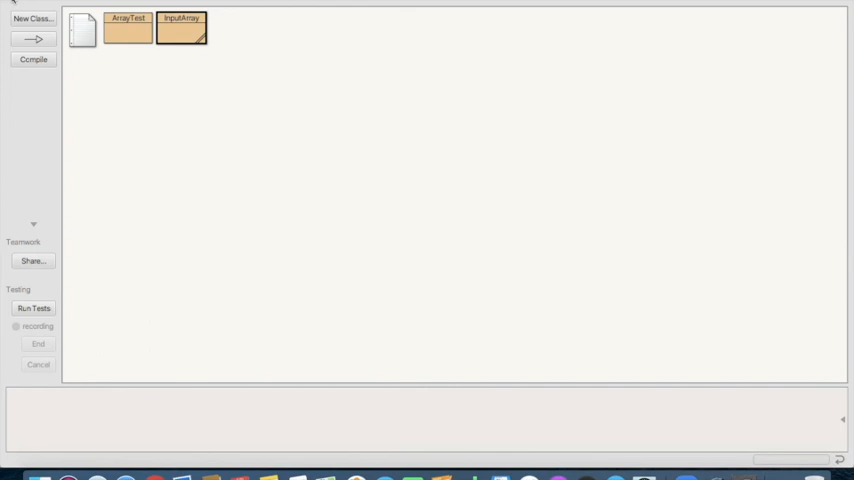 New Class...
ArrayTest
InputArray
Compile
Teamwork
Share...
Testing
Run Tests
recording
End
Cancel